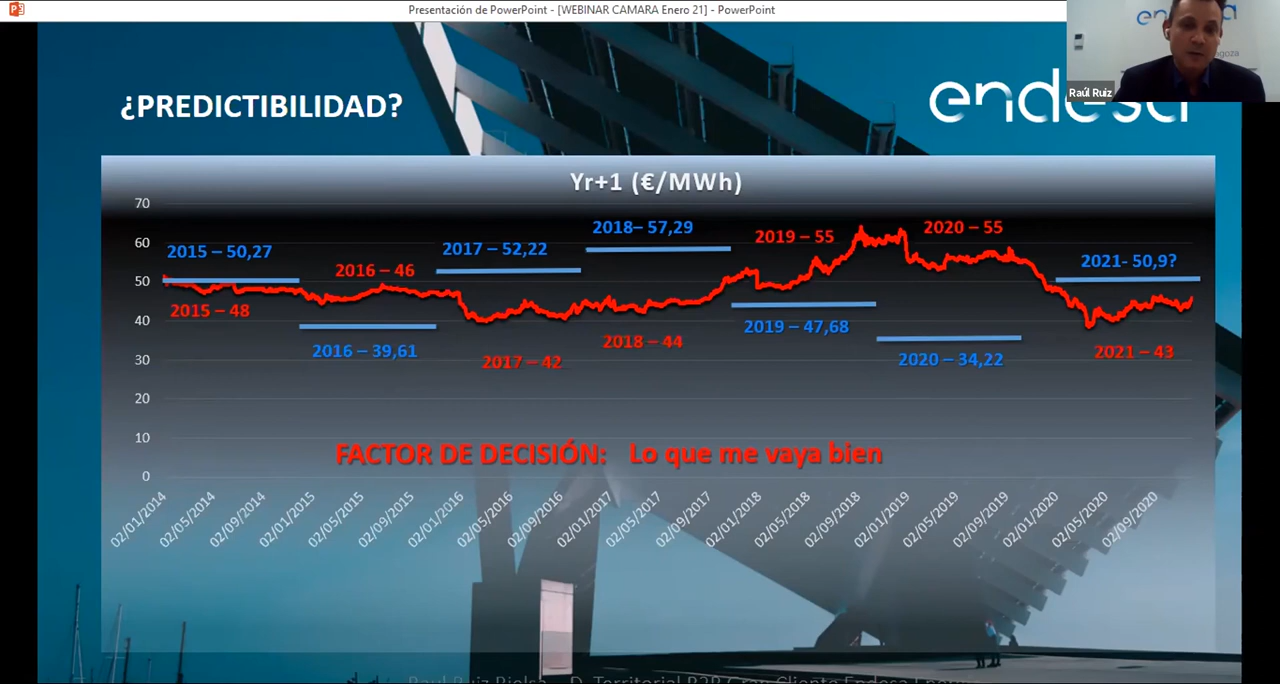 Presentación de PowerPoint - [WEBINAR CAMARA Enero 21] - PowerPoint
Raúl Ruiz
¿PREDICTIBILIDAD?
endesa
Yr+1 (€/MWh)
70
60
50
40
30
20
10
0
2015 – 50,27
2015 – 48
2016 – 46
2016 – 39,61
2017 – 52,22
2017 – 42
2018– 57,29
2018 – 44
2019 – 55
2019 – 47,68
2020 – 55
2020 – 34,22
2021- 50,9?
2021 – 43
FACTOR DE DECISIÓN: Lo que me vaya bien
02/01/2014
02/05/2014
02/09/2014
02/01/2015
02/05/2015
02/09/2015
02/01/2016
02/05/2016
02/09/2016
02/01/2017
02/05/2017
02/09/2017
02/01/2018
02/05/2018
02/09/2018
02/01/2019
02/05/2019
02/09/2019
02/01/2020
02/05/2020
02/09/2020